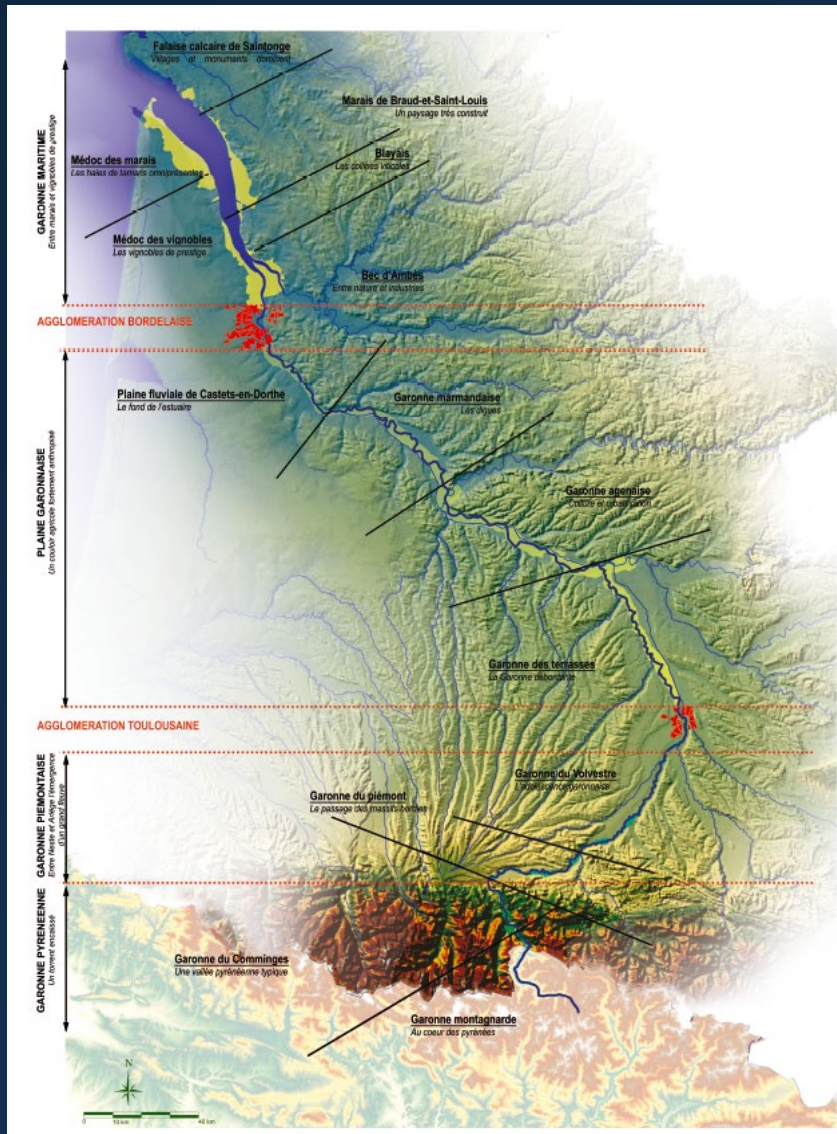 Falaise calcaire de Saintonge
Villages et monuments dominent
Marais de Braud-et-Saint-Louis
Un paysage très construit
GARONNE MARITIME
Entre marais et vignobles de prestige
Médoc des marais
Les haies de tamaris omniprésentes
Blayais
Les collines viticoles
Médoc des vignobles
Les vignobles de prestige
Bec d'Ambès
Entre nature et industries
AGGLOMERATION BORDELAISE
PLAINE GARONNAISE
Un couloir agricole fortement anthropisé
Plaine fluviale de Castets-en-Dorthe
Le fond de l'estuaire
Garonne marmandaise
Les digues
Garonne agenaise
Culture et urbanisation
Garonne des terrasses
La Garonne débordante
AGGLOMERATION TOULOUSAINE
GARONNE PIEMONTAISE
Entre Neste et Ariège l'émergence
d'un grand fleuve
Garonne du Volvestre
L'adolescence garonnaise
Garonne du piémont
Le passage des massifs bordiers
GARONNE PYRENEENNE
Un torrent encaissé
Garonne du Comminges
Une vallée pyrénéenne typique
Garonne montagnarde
Au coeur des pyrénées
N
0 10 km 40 km